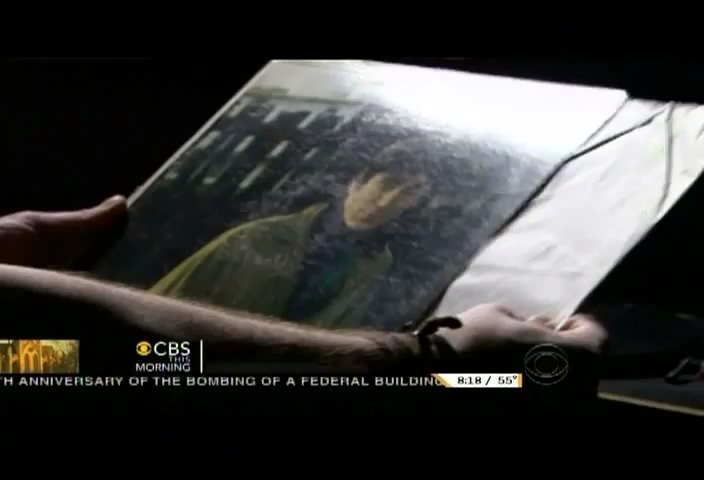 CBS
THIS
MORNING
TH ANNIVERSARY OF THE BOMBING OF A FEDERAL BUILDING
8:18 / 55°